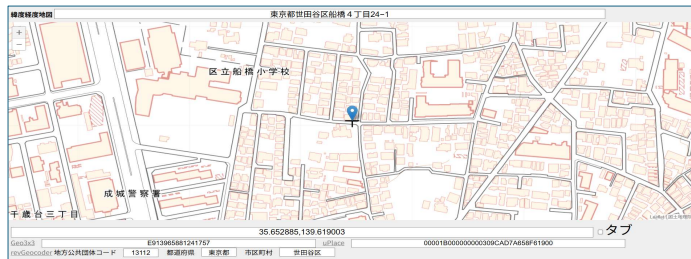 緯度経度地図 東京都世田谷区船橋4丁目24−1
+
−
区立船橋小学校
成城警察署
千歳台三丁目
35.652885,139.619003 タブ
Geo3x3 E9139658812417​57 uPlace 00001B000000000309CAD7A658F61900
revGeocoder 地方公共団体コード 13112 都道府県 東京都 市区町村 世田谷区